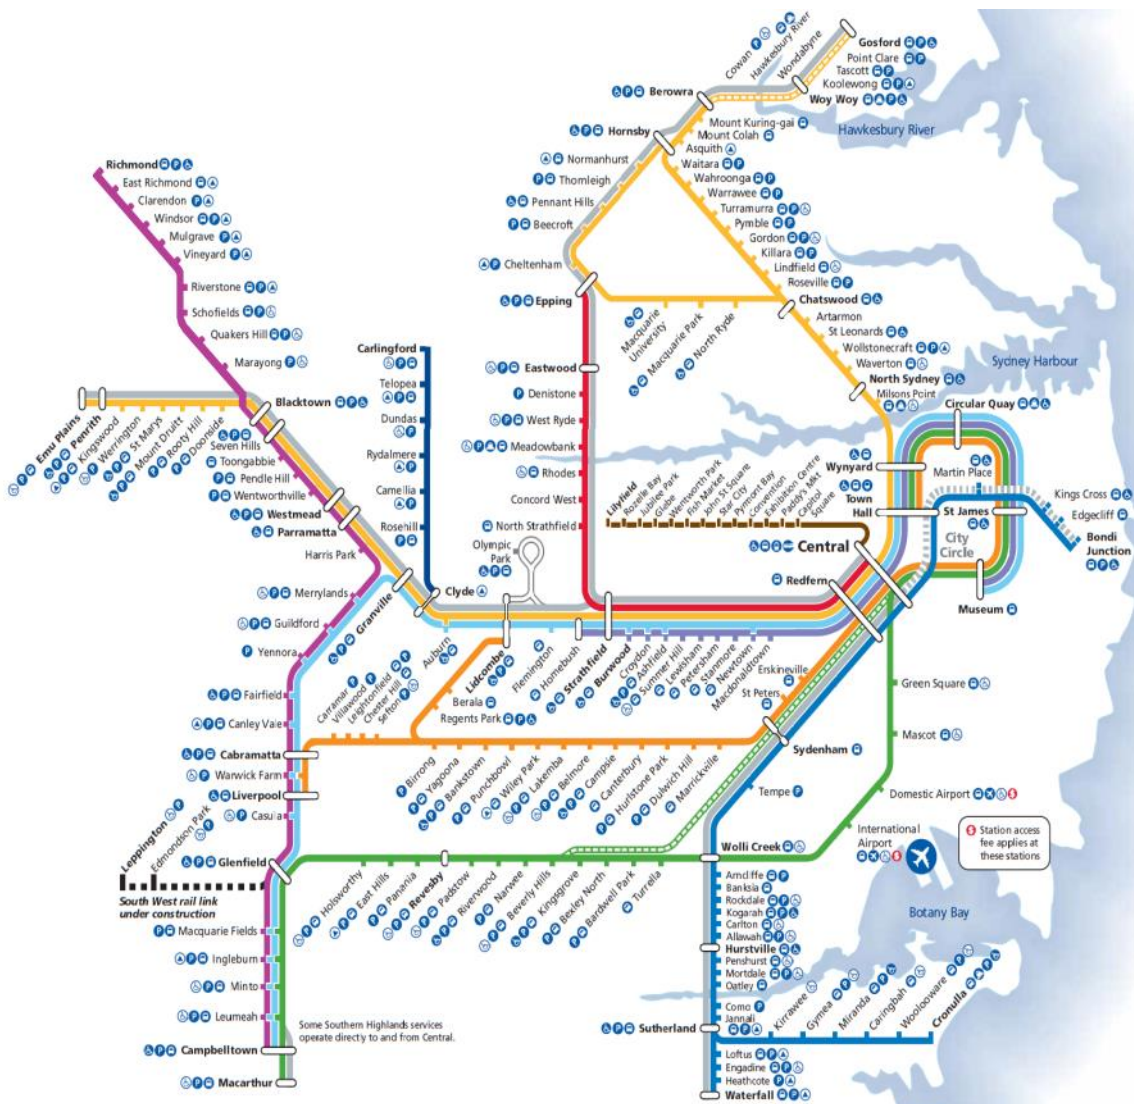 Cowan
Hawkesbury River
Wondabyne
Gosford
Point Clare
Tascott
Koolewong
Woy Woy
Berowra
Hawkesbury River
Mount Kuring-gai
Mount Colah
Hornsby
Asquith
Normanhurst
Waitara
Thornleigh
Wahroonga
Warrawee
Pennant Hills
Turramurra
Beecroft
Pymble
Gordon
Killara
Cheltenham
Lindfield
Roseville
Epping
Chatswood
Richmond
East Richmond
Clarendon
Windsor
Mulgrave
Vineyard
Riverstone
Schofields
Quakers Hill
Marayong
Macquarie
University
Macquarie Park
North Ryde
Artarmon
St Leonards
Wollstonecraft
Waverton
North Sydney
Milsons Point
Sydney Harbour
Carlingford
Telopea
Dundas
Rydalmere
Camellia
Rosehill
Clyde
Eastwood
Denistone
West Ryde
Meadowbank
Rhodes
Concord West
North Strathfield
Olympic
Park
Blacktown
Emu Plains
Penrith
Kingswood
Werrington
St Marys
Mount Druitt
Rooty Hill
Doonside
Seven Hills
Toongabbie
Pendle Hill
Wentworthville
Westmead
Parramatta
Harris Park
Circular Quay
Wynyard
Martin Place
Town
Hall
St James
Kings Cross
Edgecliff
City
Circle
Bondi
Junction
Museum
Lilyfield
Rozelle Bay
Jubilee Park
Glebe
Wentworth Park
Fish Market
John St Square
Star City
Pyrmont Bay
Convention
Exhibition Centre
Paddy's Mkt
Capitol
Square
Central
Redfern
Merrylands
Guildford
Yennora
Fairfield
Canley Vale
Cabramatta
Warwick Farm
Liverpool
Casula
Granville
Auburn
Lidcombe
Berala
Regents Park
Flemington
Homebush
Strathfield
Burwood
Croydon
Ashfield
Summer Hill
Lewisham
Petersham
Stanmore
Newtown
Macdonaldtown
Erskineville
St Peters
Sydenham
Green Square
Mascot
Domestic Airport
International
Airport
Station access
fee applies at
these stations
Carramar
Villawood
Leightonfield
Chester Hill
Sefton
Birrong
Yagoona
Bankstown
Punchbowl
Wiley Park
Lakemba
Belmore
Campsie
Canterbury
Hurlstone Park
Dulwich Hill
Marrickville
Tempe
Wolli Creek
Leppington
Edmondson Park
Glenfield
South West rail link
under construction
Holsworthy
East Hills
Panania
Revesby
Padstow
Riverwood
Narwee
Beverly Hills
Kingsgrove
Bexley North
Bardwell Park
Turrella
Arncliffe
Banksia
Rockdale
Kogarah
Carlton
Allawah
Hurstville
Penshurst
Mortdale
Oatley
Como
Jannali
Sutherland
Botany Bay
Kirrawee
Gymea
Miranda
Caringbah
Woolooware
Cronulla
Loftus
Engadine
Heathcote
Waterfall
Macquarie Fields
Ingleburn
Minto
Leumeah
Campbelltown
Macarthur
Some Southern Highlands services
operate directly to and from Central.